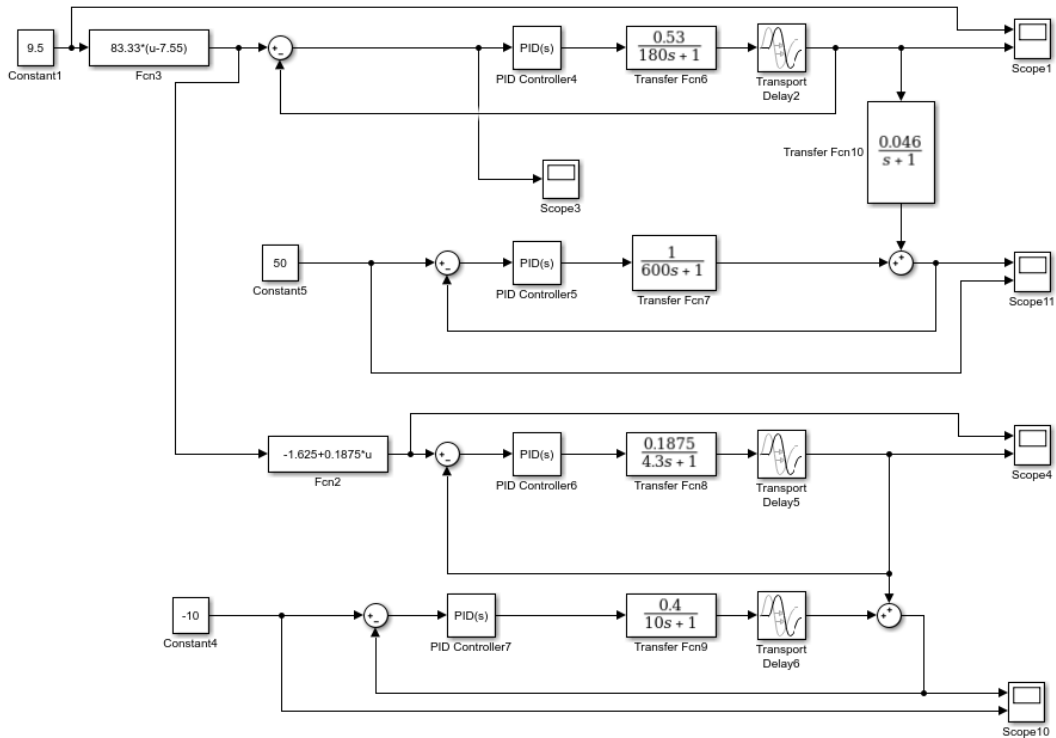 9.5
Constant1
83.33*(u-7.55)
Fcn3
+
−
PID(s)
PID Controller4
0.53
180s + 1
Transfer Fcn6
Transport
Delay2
Scope1
Transfer Fcn10
0.046
s + 1
Scope3
50
Constant5
+
−
PID(s)
PID Controller5
1
600s + 1
Transfer Fcn7
+
+
Scope11
-1.625+0.1875*u
Fcn2
+
−
PID(s)
PID Controller6
0.1875
4.3s + 1
Transfer Fcn8
Transport
Delay5
Scope4
-10
Constant4
+
−
PID(s)
PID Controller7
0.4
10s + 1
Transfer Fcn9
Transport
Delay6
+
+
Scope10